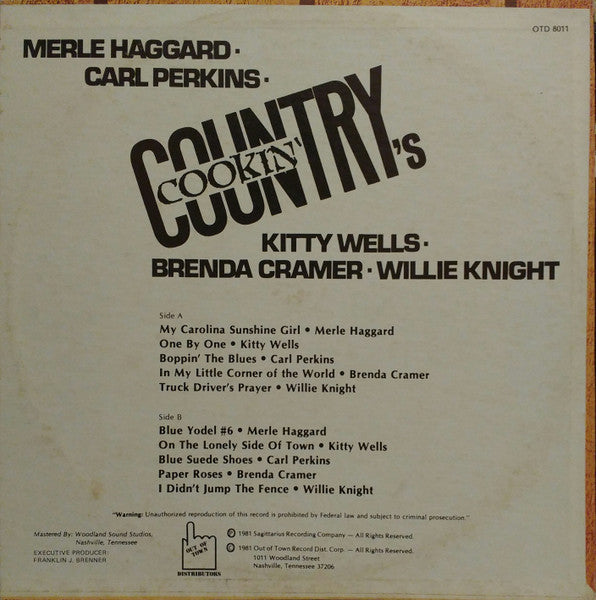 OTD 8011
MERLE HAGGARD ·
CARL PERKINS ·
COUNTRY'S
COOKIN'
KITTY WELLS ·
BRENDA CRAMER · WILLIE KNIGHT
Side A
My Carolina Sunshine Girl • Merle Haggard
One By One • Kitty Wells
Boppin' The Blues • Carl Perkins
In My Little Corner of the World • Brenda Cramer
Truck Driver's Prayer • Willie Knight
Side B
Blue Yodel #6 • Merle Haggard
On The Lonely Side Of Town • Kitty Wells
Blue Suede Shoes • Carl Perkins
Paper Roses • Brenda Cramer
I Didn't Jump The Fence • Willie Knight
"Warning: Unauthorized reproduction of this record is prohibited by Federal law and subject to criminal prosecution."
Mastered By: Woodland Sound Studios,
Nashville, Tennessee
EXECUTIVE PRODUCER:
FRANKLIN J. BRENNER
OUT OF
TOWN
DISTRIBUTORS
℗ 1981 Sagittarius Recording Company — All Rights Reserved.
© 1981 Out of Town Record Dist. Corp. — All Rights Reserved.
1011 Woodland Street
Nashville, Tennessee 37206